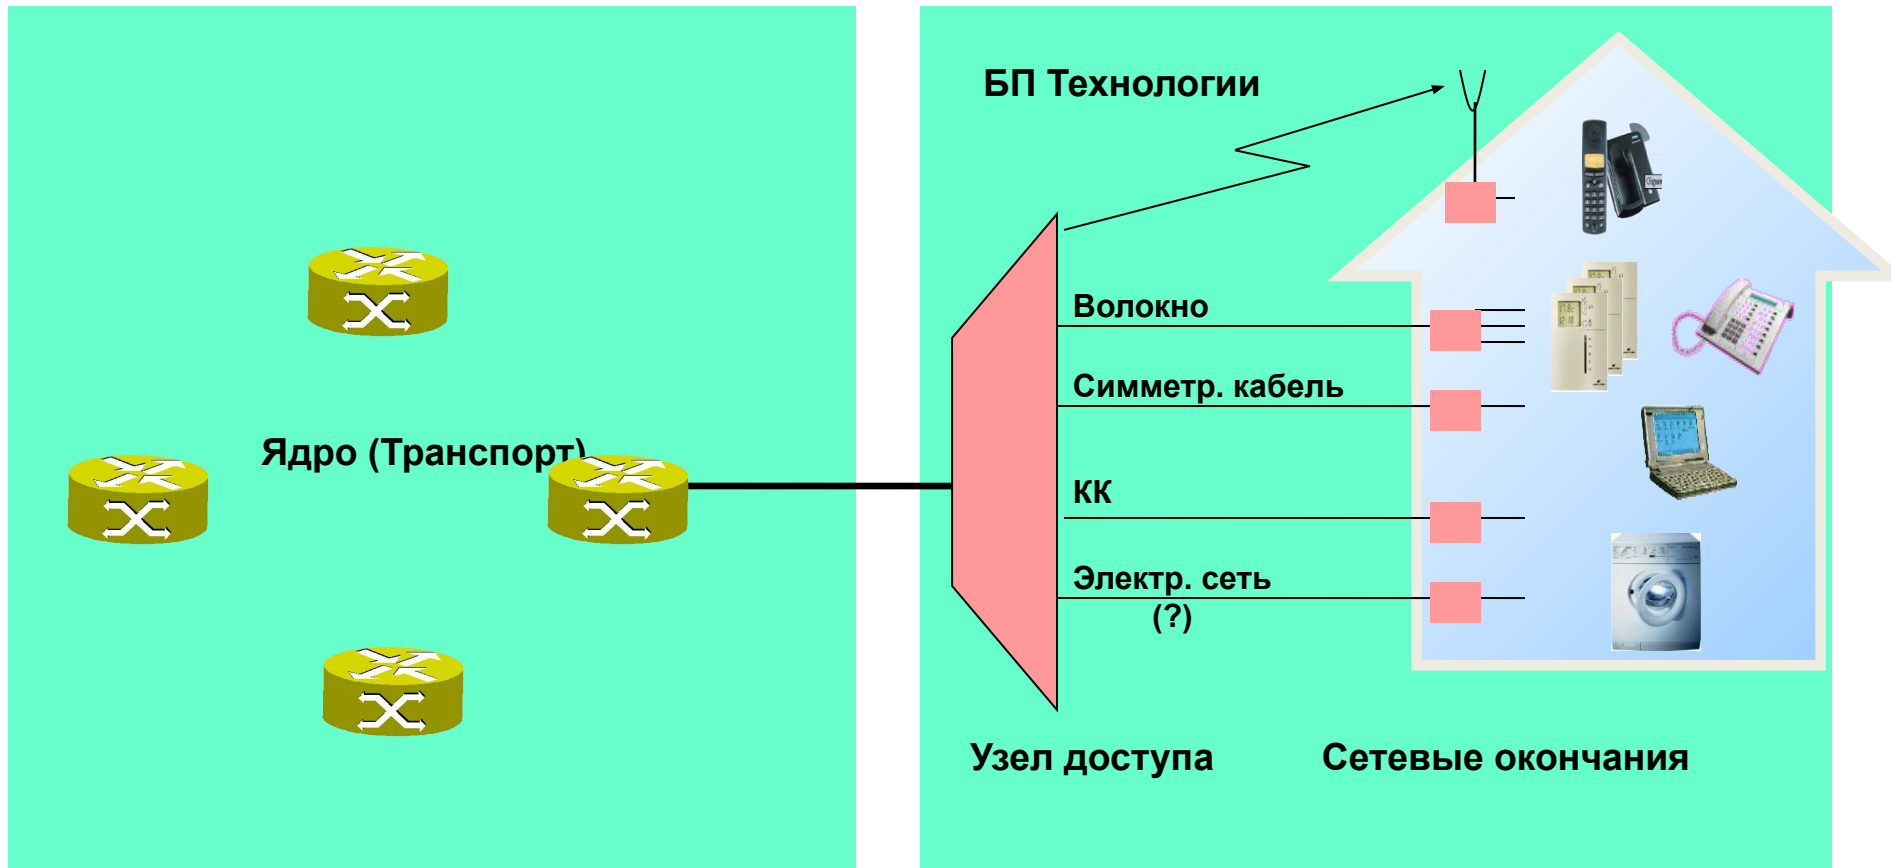 БП Технологии
Волокно
Симметр. кабель
Ядро (Транспорт)
КК
Электр. сеть
(?)
Узел доступа
Сетевые окончания